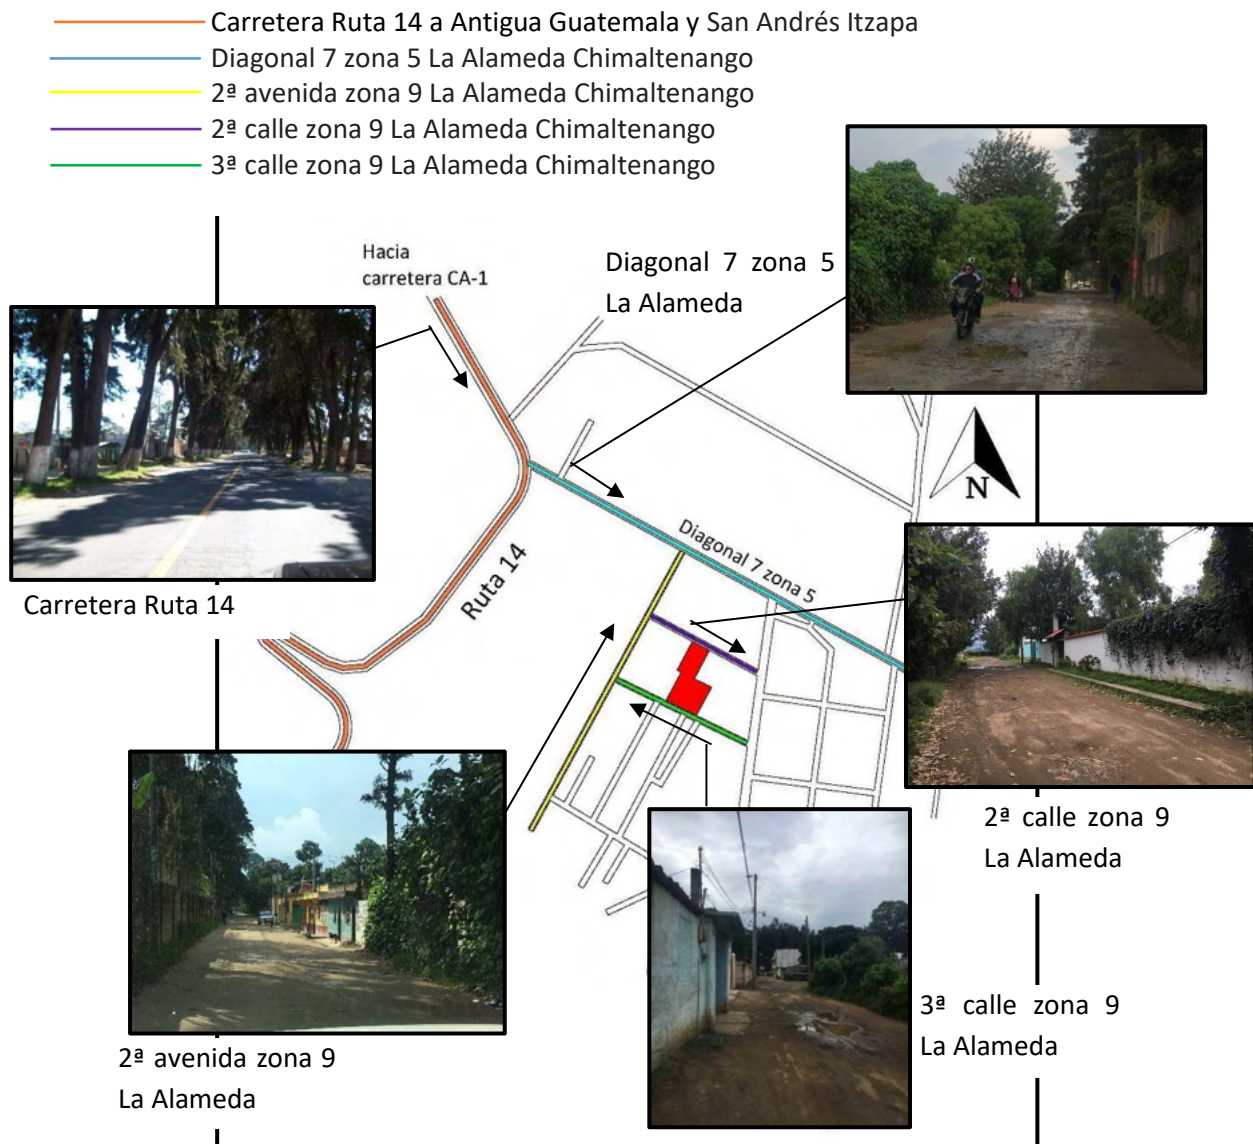 Carretera Ruta 14 a Antigua Guatemala y San Andrés Itzapa
Diagonal 7 zona 5 La Alameda Chimaltenango
2ª avenida zona 9 La Alameda Chimaltenango
2ª calle zona 9 La Alameda Chimaltenango
3ª calle zona 9 La Alameda Chimaltenango
Hacia
carretera CA-1
Diagonal 7 zona 5
La Alameda
N
Diagonal 7 zona 5
Ruta 14
Carretera Ruta 14
2ª calle zona 9
La Alameda
3ª calle zona 9
La Alameda
2ª avenida zona 9
La Alameda